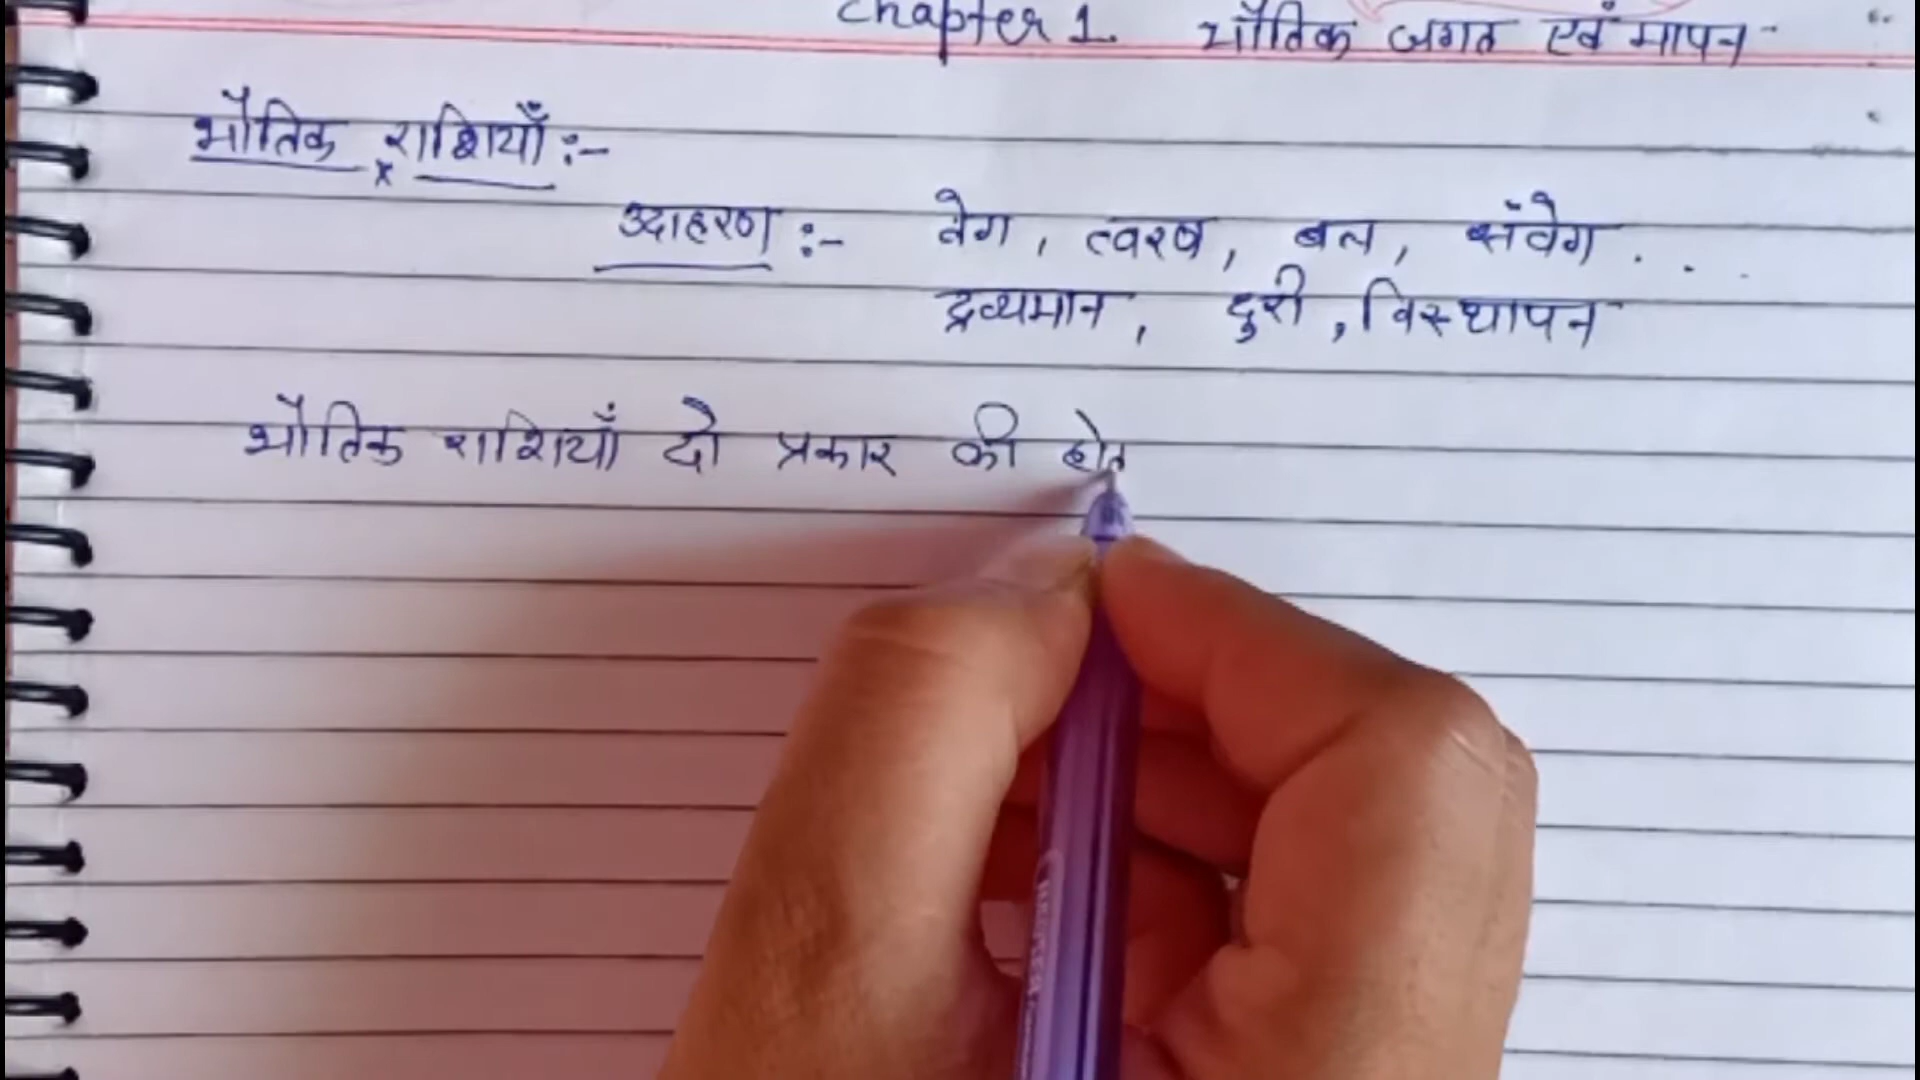 Chapter 1. भौतिक जगत एवं मापन
भौतिक राशियाँ :-
उदाहरण :- वेग, त्वरण, बल, संवेग . . .
द्रव्यमान, दुरी, विस्थापन
भौतिक राशियाँ दो प्रकार की होत